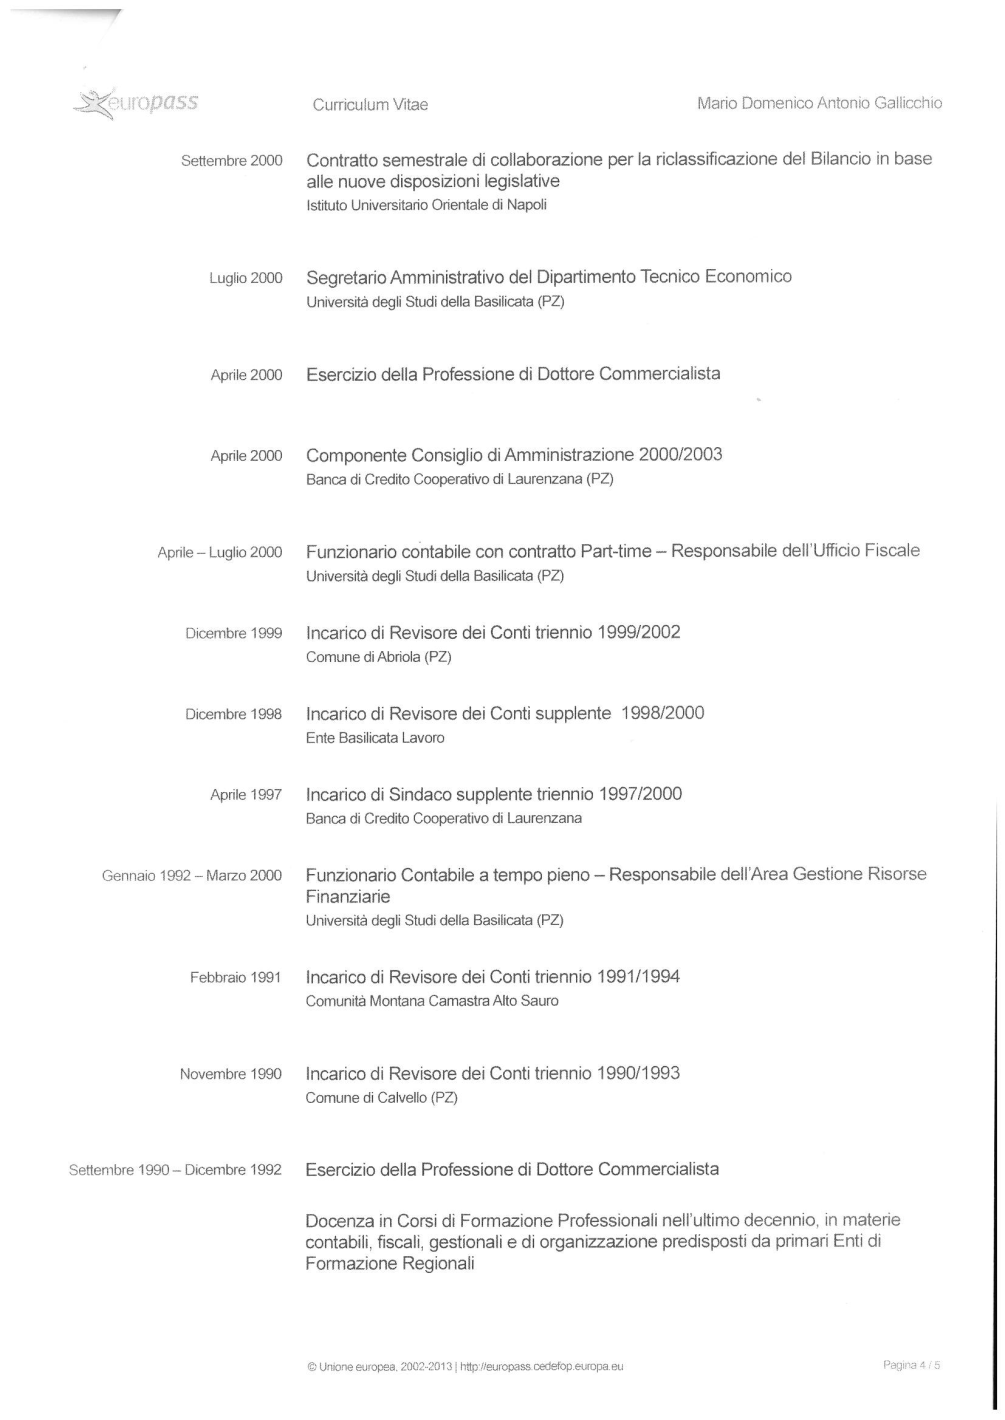 europass
Curriculum Vitae
Mario Domenico Antonio Gallicchio
Settembre 2000
Contratto semestrale di collaborazione per la riclassificazione del Bilancio in base
alle nuove disposizioni legislative
Istituto Universitario Orientale di Napoli
Luglio 2000
Segretario Amministrativo del Dipartimento Tecnico Economico
Università degli Studi della Basilicata (PZ)
Aprile 2000
Esercizio della Professione di Dottore Commercialista
Aprile 2000
Componente Consiglio di Amministrazione 2000/2003
Banca di Credito Cooperativo di Laurenzana (PZ)
Aprile – Luglio 2000
Funzionario contabile con contratto Part-time – Responsabile dell'Ufficio Fiscale
Università degli Studi della Basilicata (PZ)
Dicembre 1999
Incarico di Revisore dei Conti triennio 1999/2002
Comune di Abriola (PZ)
Dicembre 1998
Incarico di Revisore dei Conti supplente 1998/2000
Ente Basilicata Lavoro
Aprile 1997
Incarico di Sindaco supplente triennio 1997/2000
Banca di Credito Cooperativo di Laurenzana
Gennaio 1992 – Marzo 2000
Funzionario Contabile a tempo pieno – Responsabile dell'Area Gestione Risorse
Finanziarie
Università degli Studi della Basilicata (PZ)
Febbraio 1991
Incarico di Revisore dei Conti triennio 1991/1994
Comunità Montana Camastra Alto Sauro
Novembre 1990
Incarico di Revisore dei Conti triennio 1990/1993
Comune di Calvello (PZ)
Settembre 1990 – Dicembre 1992
Esercizio della Professione di Dottore Commercialista
Docenza in Corsi di Formazione Professionali nell'ultimo decennio, in materie
contabili, fiscali, gestionali e di organizzazione predisposti da primari Enti di
Formazione Regionali
© Unione europea, 2002-2013 | http://europass.cedefop.europa.eu
Pagina 4 / 5